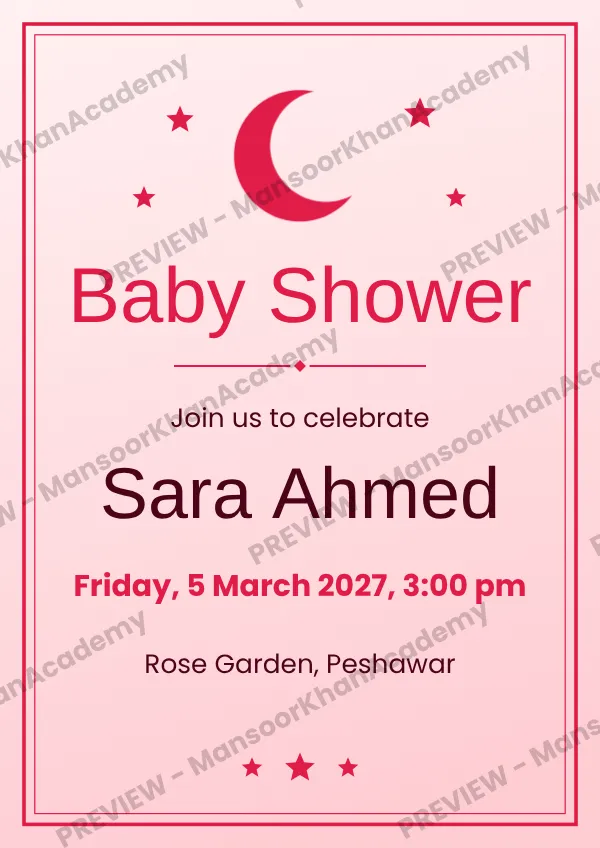 Baby Shower
Join us to celebrate
Sara Ahmed
Friday, 5 March 2027, 3:00 pm
Rose Garden, Peshawar
PREVIEW - MansoorKhanAcademy